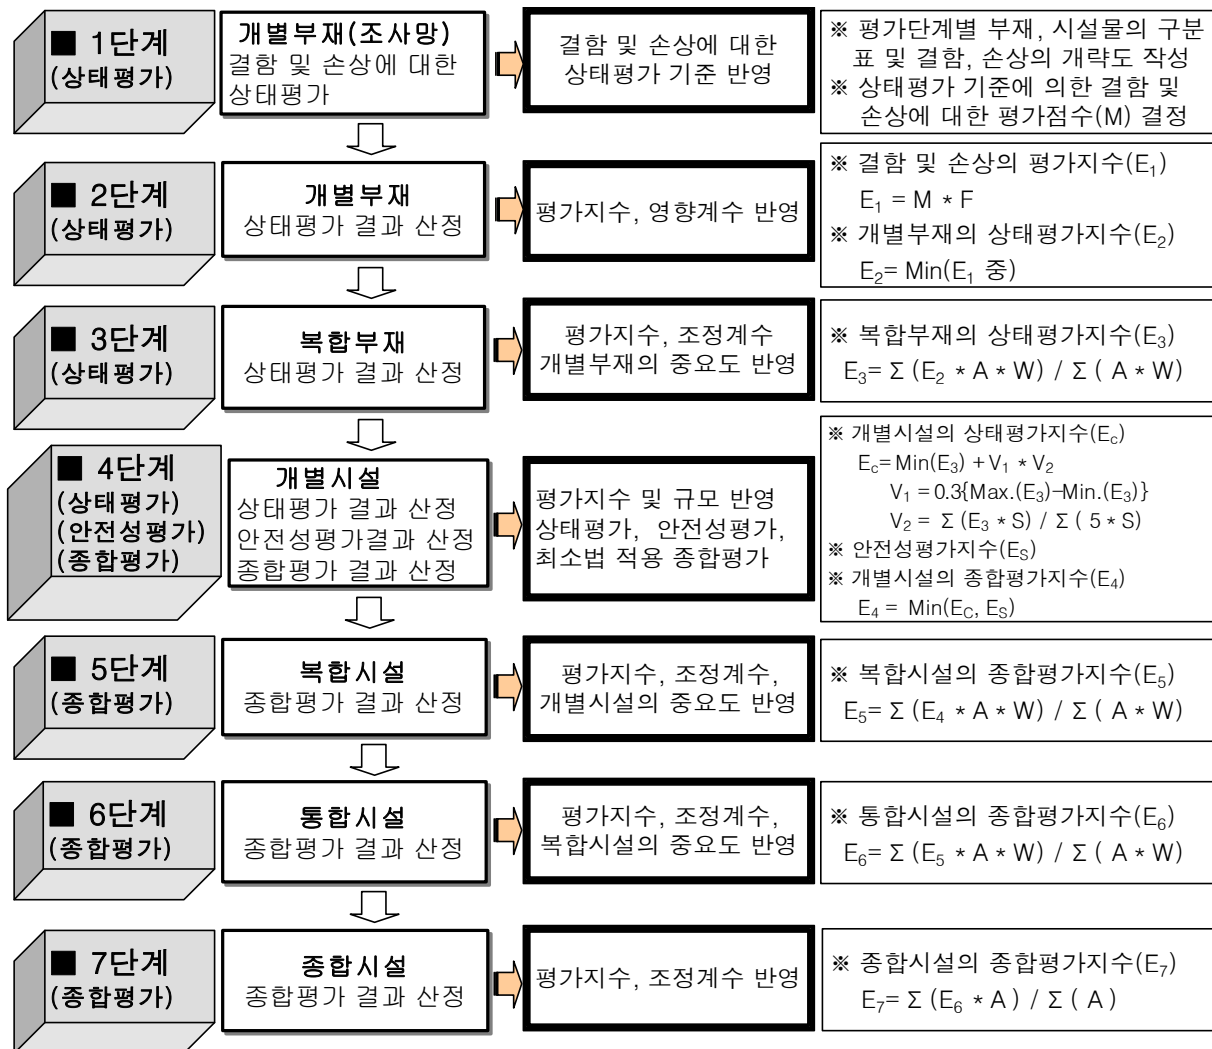 ■ 1단계
(상태평가)
개별부재(조사망)
결함 및 손상에 대한
상태평가
결함 및 손상에 대한
상태평가 기준 반영
※ 평가단계별 부재, 시설물의 구분
표 및 결함, 손상의 개략도 작성
※ 상태평가 기준에 의한 결함 및
손상에 대한 평가점수(M) 결정
■ 2단계
(상태평가)
개별부재
상태평가 결과 산정
평가지수, 영향계수 반영
※ 결함 및 손상의 평가지수(E₁)
E₁ = M * F
※ 개별부재의 상태평가지수(E₂)
E₂= Min(E₁ 중)
■ 3단계
(상태평가)
복합부재
상태평가 결과 산정
평가지수, 조정계수
개별부재의 중요도 반영
※ 복합부재의 상태평가지수(E₃)
E₃= Σ (E₂ * A * W) / Σ ( A * W)
■ 4단계
(상태평가)
(안전성평가)
(종합평가)
개별시설
상태평가 결과 산정
안전성평가결과 산정
종합평가 결과 산정
평가지수 및 규모 반영
상태평가, 안전성평가,
최소법 적용 종합평가
※ 개별시설의 상태평가지수(Ec)
Ec= Min(E₃) + V₁ * V₂
V₁ = 0.3{Max.(E₃)-Min.(E₃)}
V₂ = Σ (E₃ * S) / Σ ( 5 * S)
※ 안전성평가지수(ES)
※ 개별시설의 종합평가지수(E₄)
E₄ = Min(EC, ES)
■ 5단계
(종합평가)
복합시설
종합평가 결과 산정
평가지수, 조정계수,
개별시설의 중요도 반영
※ 복합시설의 종합평가지수(E₅)
E₅= Σ (E₄ * A * W) / Σ ( A * W)
■ 6단계
(종합평가)
통합시설
종합평가 결과 산정
평가지수, 조정계수,
복합시설의 중요도 반영
※ 통합시설의 종합평가지수(E₆)
E₆= Σ (E₅ * A * W) / Σ ( A * W)
■ 7단계
(종합평가)
종합시설
종합평가 결과 산정
평가지수, 조정계수 반영
※ 종합시설의 종합평가지수(E₇)
E₇= Σ (E₆ * A ) / Σ ( A )